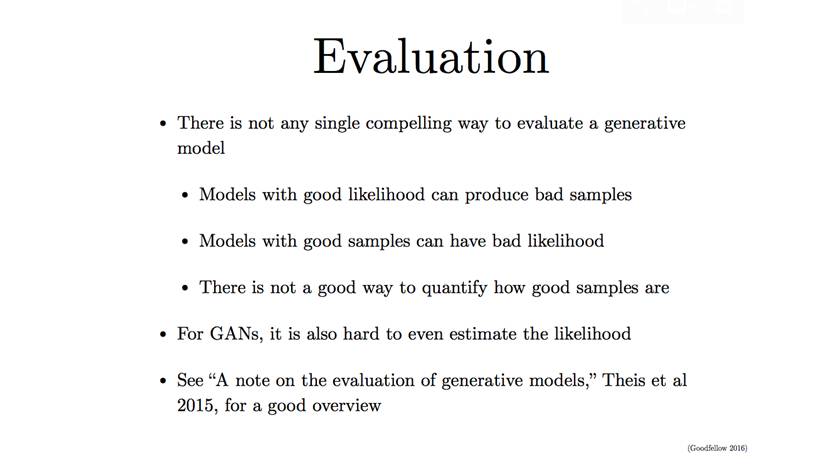 Evaluation
• There is not any single compelling way to evaluate a generative
model
• Models with good likelihood can produce bad samples
• Models with good samples can have bad likelihood
• There is not a good way to quantify how good samples are
• For GANs, it is also hard to even estimate the likelihood
• See “A note on the evaluation of generative models,” Theis et al
2015, for a good overview
(Goodfellow 2016)